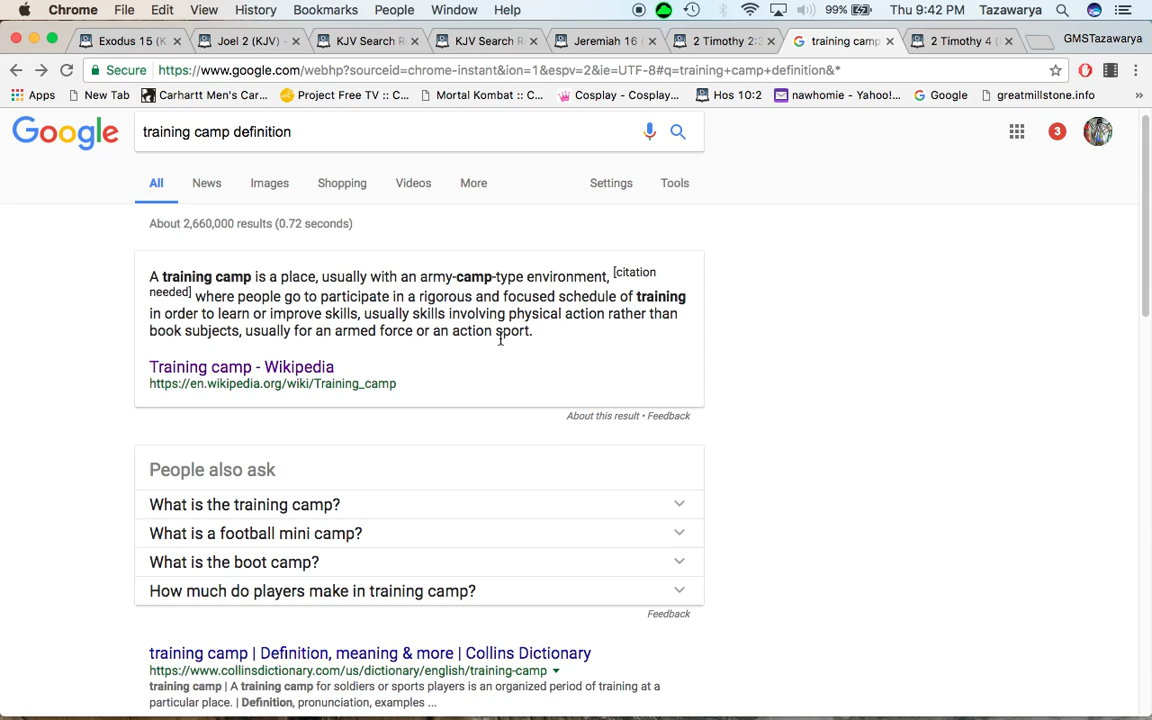 Chrome File Edit View History Bookmarks People Window Help 99% Thu 9:42 PM Tazawarya
Exodus 15 (K Joel 2 (KJV) - KJV Search R KJV Search R Jeremiah 16 ( 2 Timothy 2:3 training camp 2 Timothy 4 ( GMSTazawarya
Secure https://www.google.com/webhp?sourceid=chrome-instant&ion=1&espv=2&ie=UTF-8#q=training+camp+definition&*
Apps New Tab Carhartt Men's Car... Project Free TV :: C... Mortal Kombat :: C... Cosplay - Cosplay... Hos 10:2 nawhomie - Yahoo!... Google greatmillstone.info »
Google training camp definition 3
All News Images Shopping Videos More Settings Tools
About 2,660,000 results (0.72 seconds)
A training camp is a place, usually with an army-camp-type environment, [citation
needed] where people go to participate in a rigorous and focused schedule of training
in order to learn or improve skills, usually skills involving physical action rather than
book subjects, usually for an armed force or an action sport.
Training camp - Wikipedia
https://en.wikipedia.org/wiki/Training_camp
About this result • Feedback
People also ask
What is the training camp?
What is a football mini camp?
What is the boot camp?
How much do players make in training camp?
Feedback
training camp | Definition, meaning & more | Collins Dictionary
https://www.collinsdictionary.com/us/dictionary/english/training-camp
training camp | A training camp for soldiers or sports players is an organized period of training at a
particular place. | Definition, pronunciation, examples ...